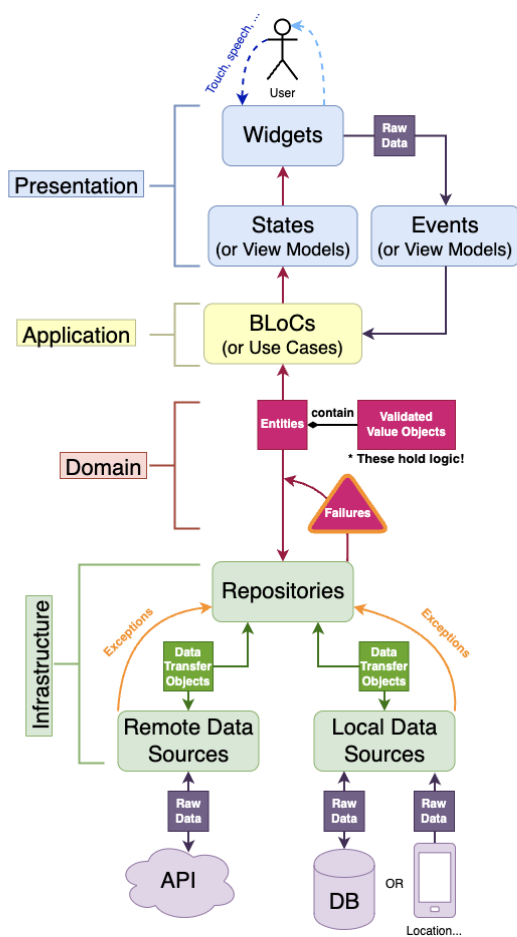 Touch, speech, ...
User
Widgets
Raw
Data
Presentation
States
(or View Models)
Events
(or View Models)
Application
BLoCs
(or Use Cases)
Entities
contain
Validated
Value Objects
* These hold logic!
Domain
Failures
Infrastructure
Repositories
Exceptions
Exceptions
Data
Transfer
Objects
Data
Transfer
Objects
Remote Data
Sources
Local Data
Sources
Raw
Data
Raw
Data
Raw
Data
API
DB
OR
Location...